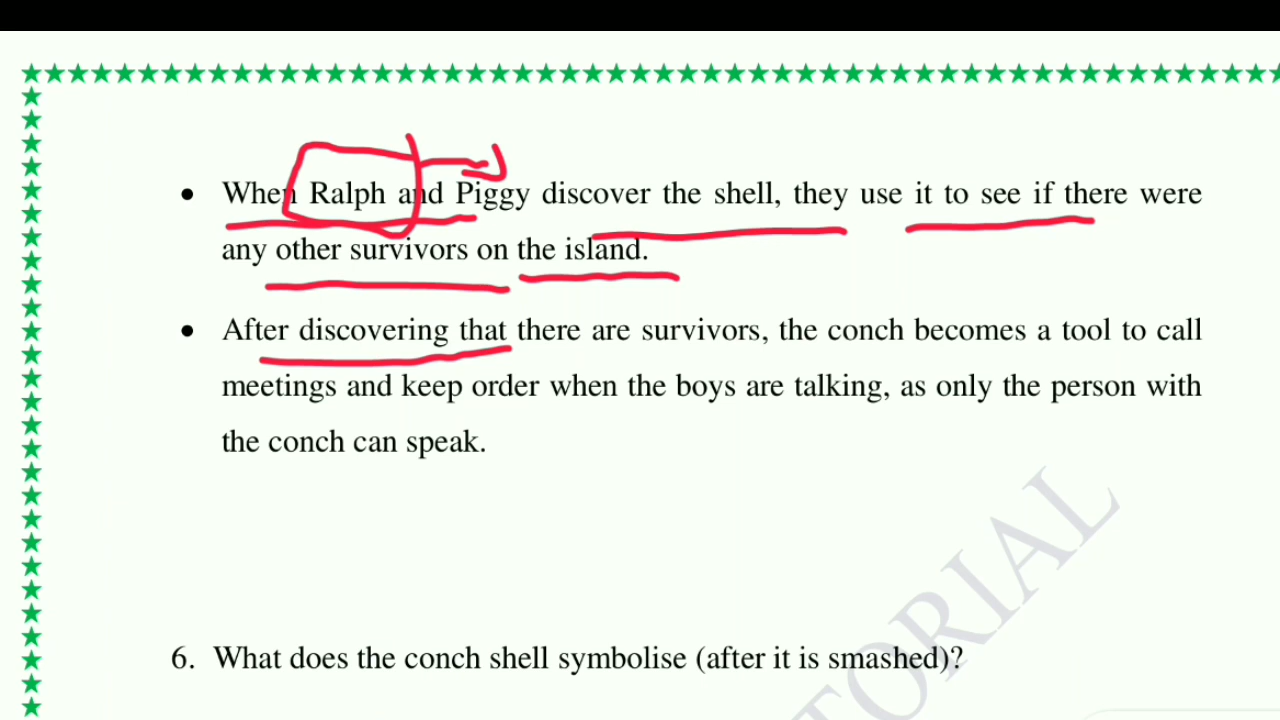 • When Ralph and Piggy discover the shell, they use it to see if there were
any other survivors on the island.
• After discovering that there are survivors, the conch becomes a tool to call
meetings and keep order when the boys are talking, as only the person with
the conch can speak.
6. What does the conch shell symbolise (after it is smashed)?
TORIAL